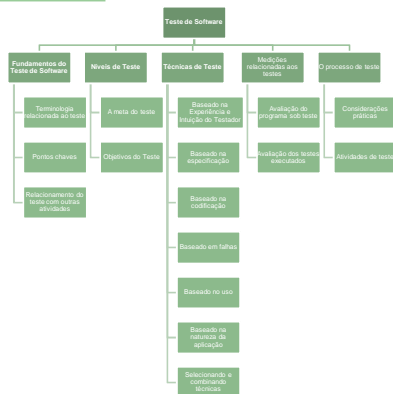 Teste de Software
Fundamentos do
Teste de Software
Níveis de Teste
Técnicas de Teste
Medições
relacionadas aos
testes
O processo de teste
Terminologia
relacionada ao teste
Pontos chaves
Relacionamento do
teste com outras
atividades
A meta do teste
Objetivos do Teste
Baseado na
Experiência e
Intuição do Testador
Baseado na
especificação
Baseado na
codificação
Baseado em falhas
Baseado no uso
Baseado na
natureza da
aplicação
Selecionando e
combinando
técnicas
Avaliação do
programa sob teste
Avaliação dos testes
executados
Considerações
práticas
Atividades de teste